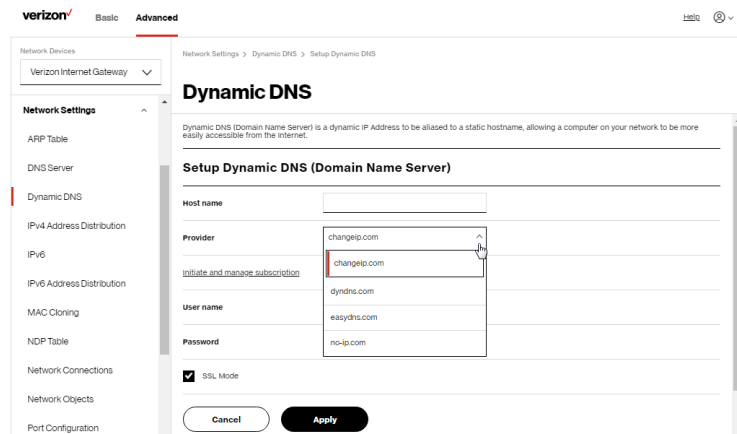 verizon✓ Basic Advanced Help
Network Devices
Verizon Internet Gateway
Network Settings
ARP Table
DNS Server
Dynamic DNS
IPv4 Address Distribution
IPv6
IPv6 Address Distribution
MAC Cloning
NDP Table
Network Connections
Network Objects
Port Configuration
Network Settings > Dynamic DNS > Setup Dynamic DNS
Dynamic DNS
Dynamic DNS (Domain Name Server) is a dynamic IP Address to be aliased to a static hostname, allowing a computer on your network to be more
easily accessible from the Internet.
Setup Dynamic DNS (Domain Name Server)
Host name
Provider changeip.com
changeip.com
Initiate and manage subscription
dyndns.com
User name
easydns.com
Password no-ip.com
SSL Mode
Cancel Apply